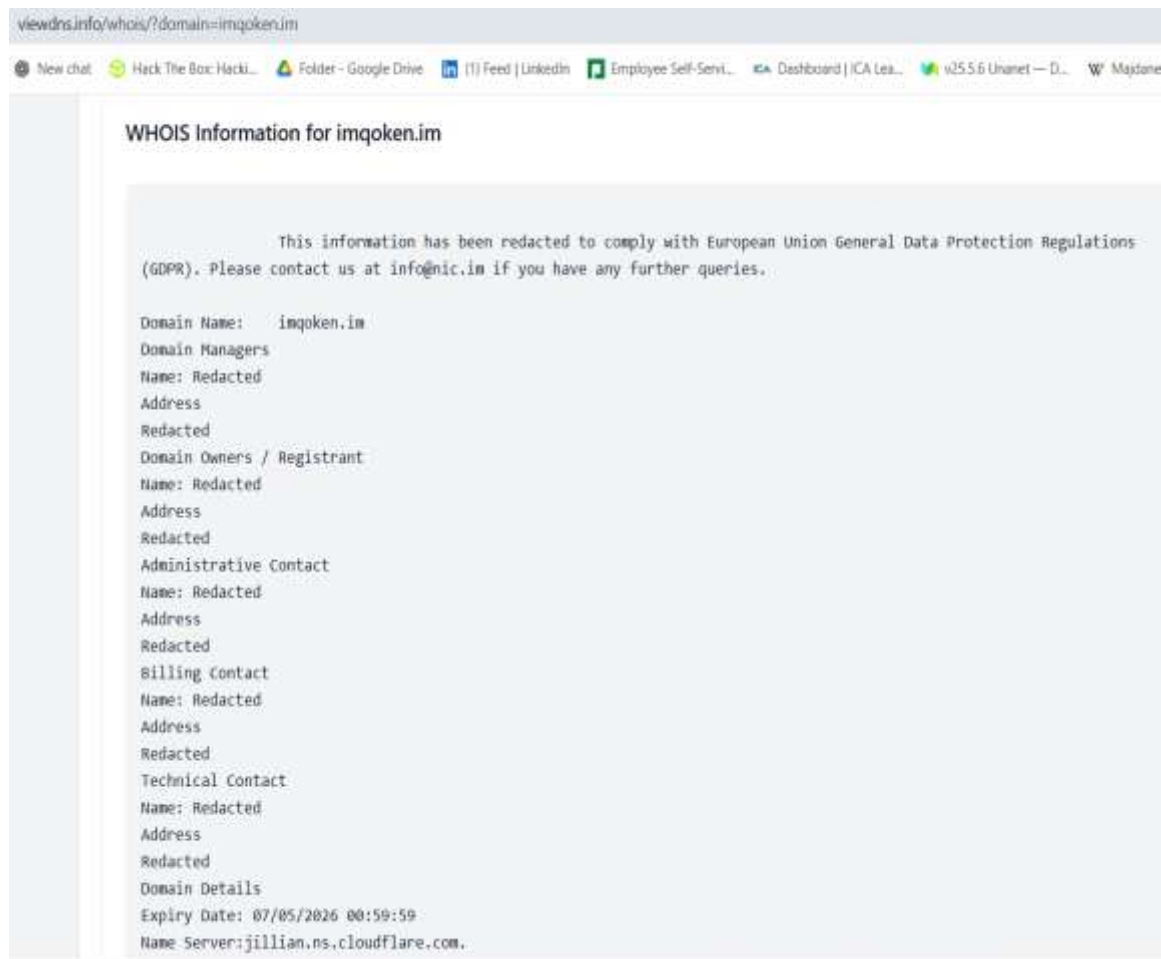 viewdns.info/whois/?domain=imqoken.im
New chat Hack The Box: Hacki... Folder - Google Drive (1) Feed | LinkedIn Employee Self-Servi... Dashboard | ICA Lea... v25.5.6 Unanet — D... Majdane
WHOIS Information for imqoken.im
This information has been redacted to comply with European Union General Data Protection Regulations
(GDPR). Please contact us at info@nic.im if you have any further queries.
Domain Name: imqoken.im
Domain Managers
Name: Redacted
Address
Redacted
Domain Owners / Registrant
Name: Redacted
Address
Redacted
Administrative Contact
Name: Redacted
Address
Redacted
Billing Contact
Name: Redacted
Address
Redacted
Technical Contact
Name: Redacted
Address
Redacted
Domain Details
Expiry Date: 07/05/2026 00:59:59
Name Server:jillian.ns.cloudflare.com.